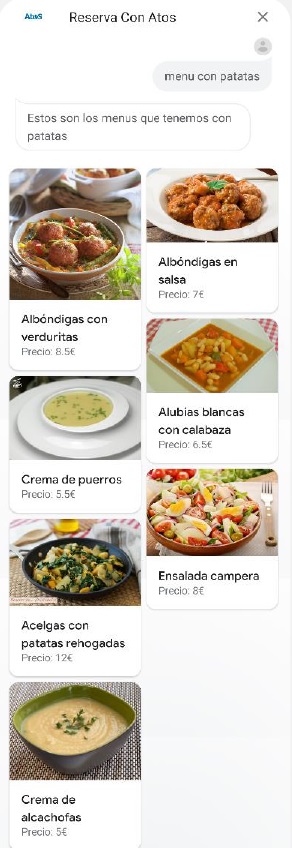 Atos
Reserva Con Atos
menu con patatas
Estos son los menus que tenemos con
patatas
Albóndigas con
verduritas
Precio: 8.5€
Albóndigas en
salsa
Precio: 7€
Alubias blancas
con calabaza
Precio: 6.5€
Crema de puerros
Precio: 5.5€
Ensalada campera
Precio: 8€
Acelgas con
patatas rehogadas
Precio: 12€
Crema de
alcachofas
Precio: 5€